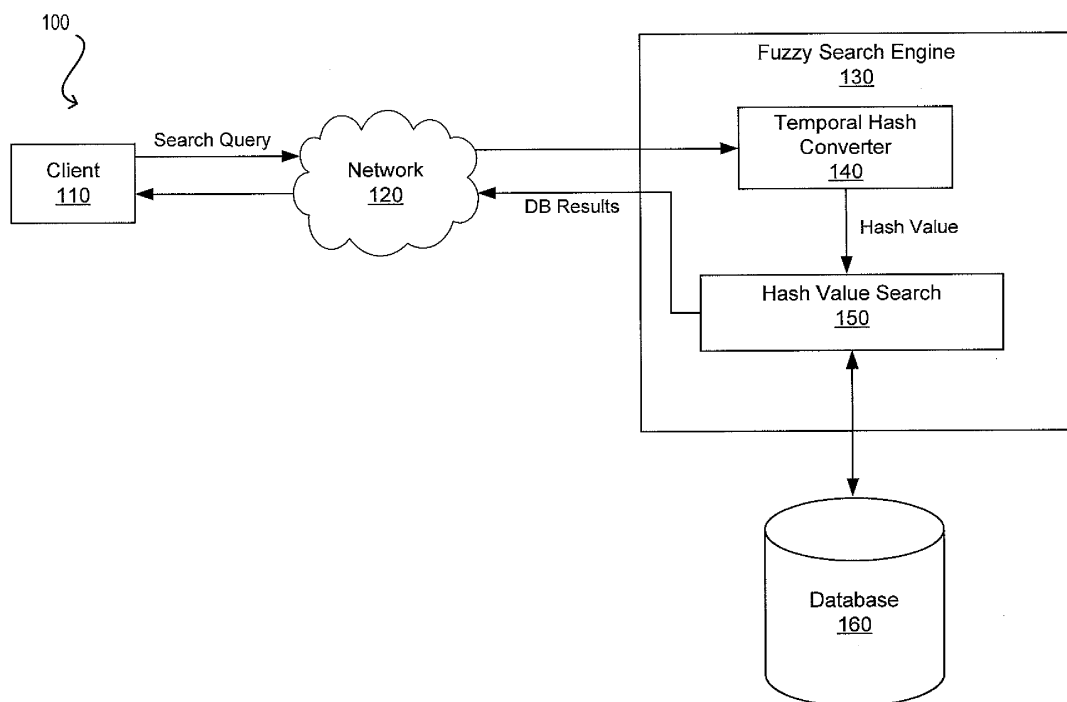 100
Fuzzy Search Engine
130
Search Query
Temporal Hash
Converter
140
Client
110
Network
120
DB Results
Hash Value
Hash Value Search
150
Database
160